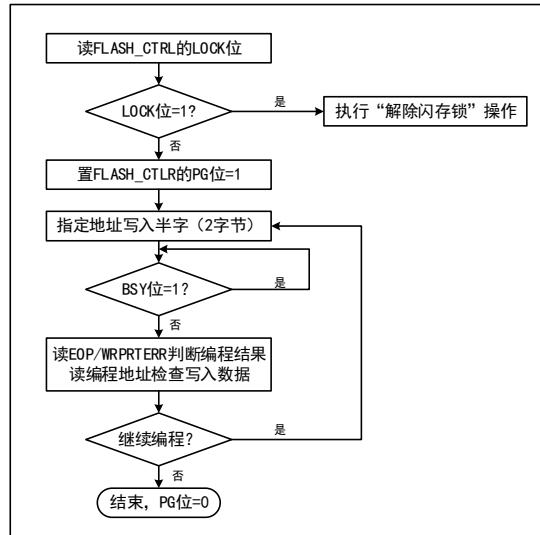 读FLASH_CTRL的LOCK位
LOCK位=1?
是
执行“解除闪存锁”操作
否
置FLASH_CTLR的PG位=1
指定地址写入半字（2字节）
BSY位=1?
是
否
读EOP/WRPRTERR判断编程结果
读编程地址检查写入数据
继续编程?
是
否
结束，PG位=0